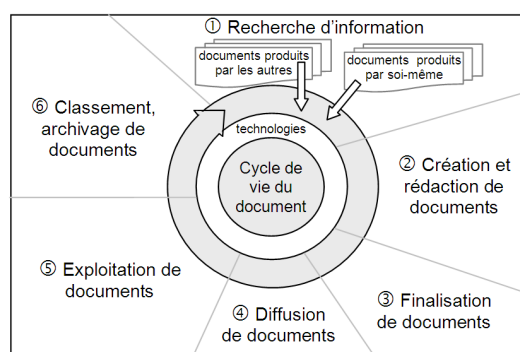 ① Recherche d'information
documents produits
par les autres
documents produits
par soi-même
technologies
Cycle de
vie du
document
② Création et
rédaction de
documents
③ Finalisation
de documents
④ Diffusion
de documents
⑤ Exploitation de
documents
⑥ Classement,
archivage de
documents